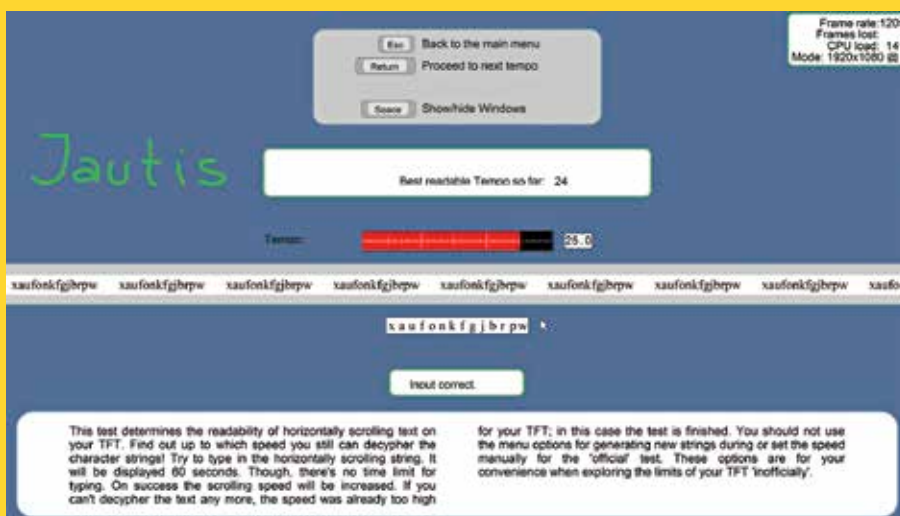 Frame rate:120
Frames lost:
CPU load: 14
Mode: 1920x1080 @
Esc Back to the main menu
Return Proceed to next tempo
Space Show/hide Windows
Jautis
Best readable Tempo so far: 24
Tempo: 25.0
xaufonkfgjbrpw xaufonkfgjbrpw xaufonkfgjbrpw xaufonkfgjbrpw xaufonkfgjbrpw xaufonkfgjbrpw xaufonkfgjbrpw xaufonkfgjbrpw xaufo
xaufonkfgjbrpw
Input correct.
This test determines the readability of horizontally scrolling text on
your TFT. Find out up to which speed you still can decypher the
character strings! Try to type in the horizontally scrolling string. It
will be displayed 60 seconds. Though, there's no time limit for
typing. On success the scrolling speed will be increased. If you
can't decypher the text any more, the speed was already too high
for your TFT; in this case the test is finished. You should not use
the menu options for generating new strings during or set the speed
manually for the 'official' test. These options are for your
convenience when exploring the limits of your TFT 'inofficially'.